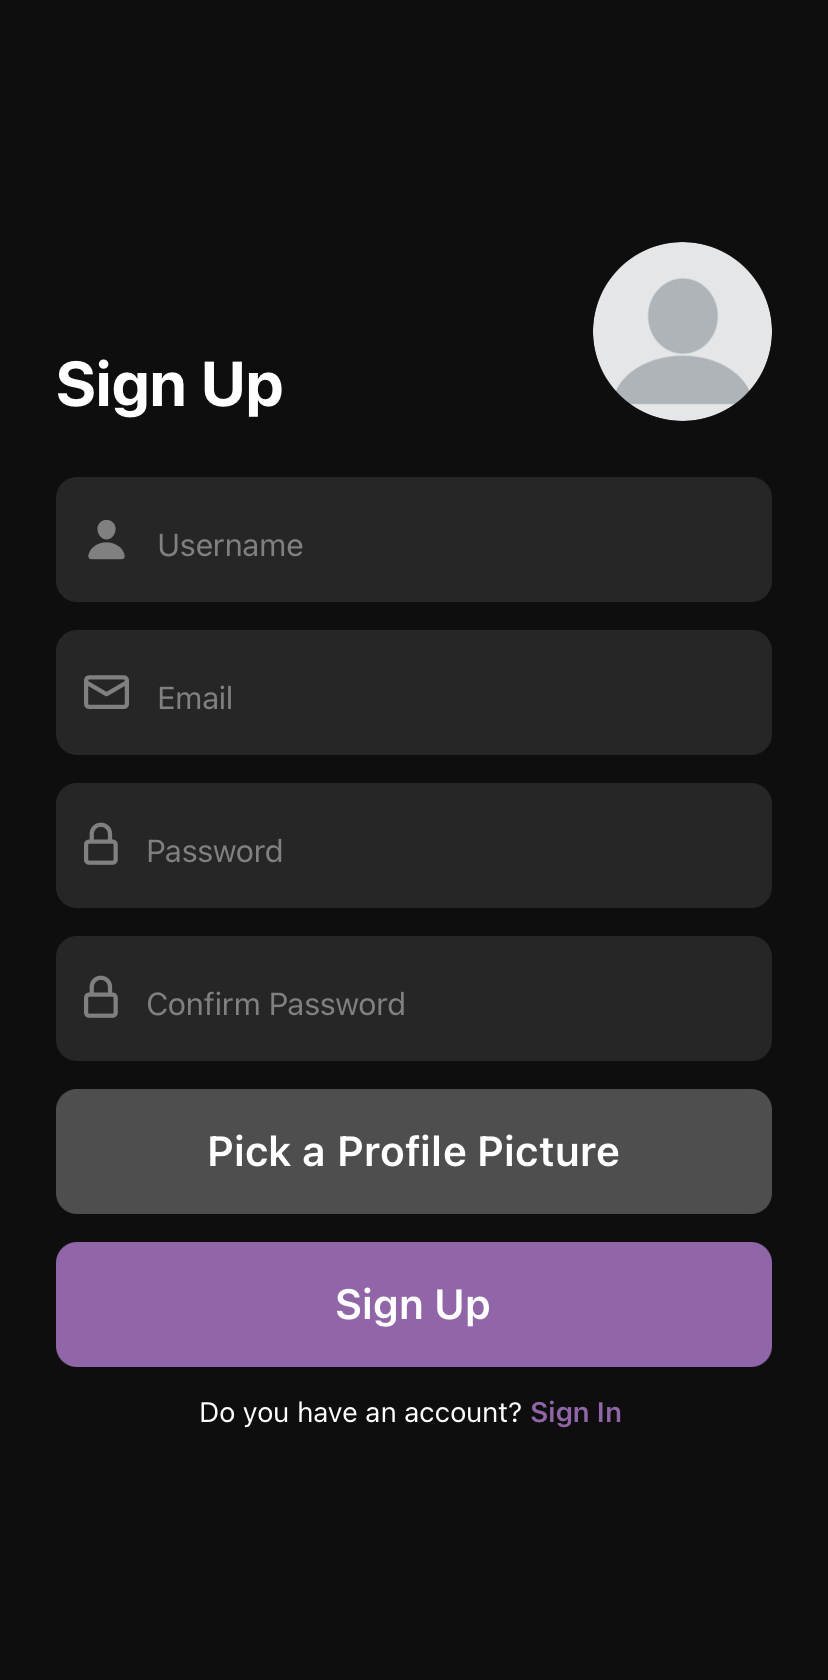 Sign Up
Username
Email
Password
Confirm Password
Pick a Profile Picture
Sign Up
Do you have an account? Sign In